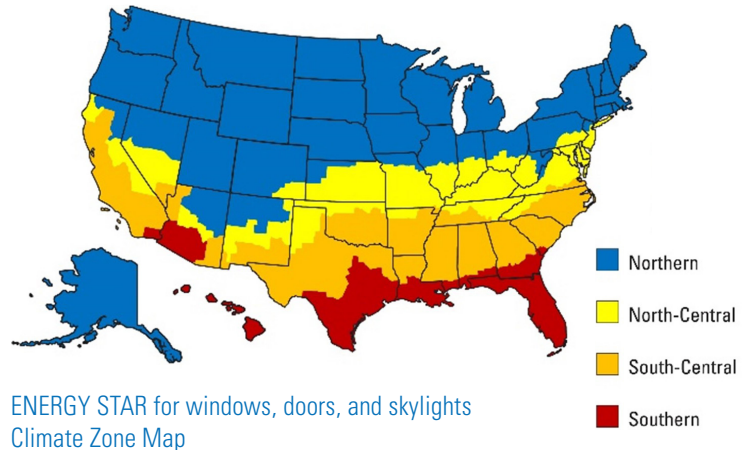 Northern
North-Central
South-Central
Southern
ENERGY STAR for windows, doors, and skylights
Climate Zone Map